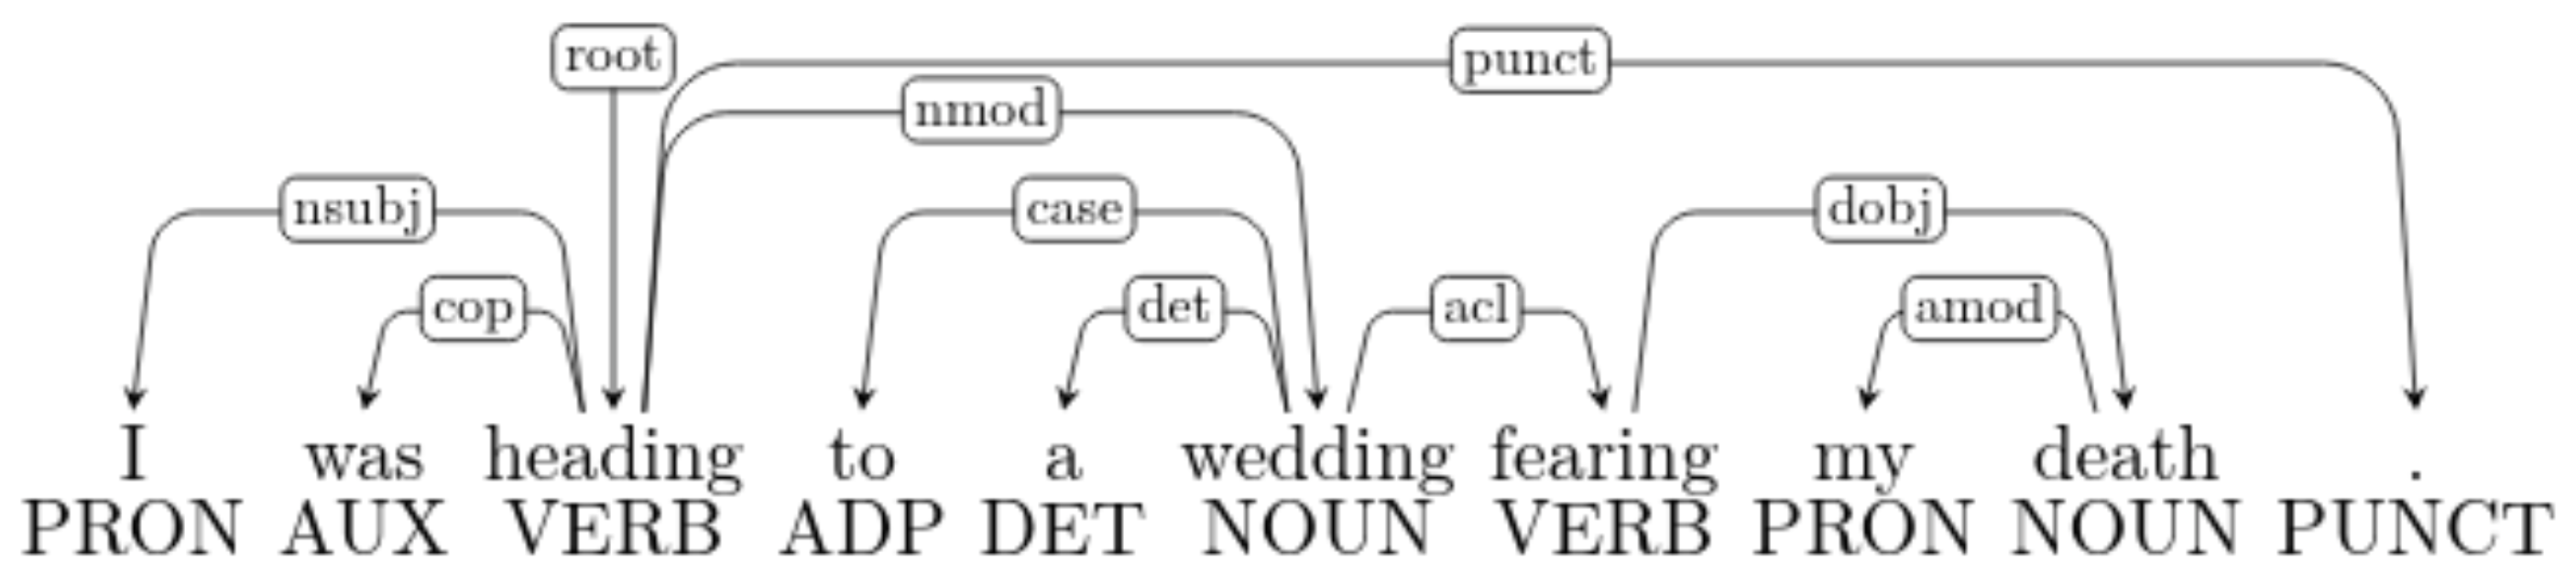 root punct
nmod
nsubj case dobj
cop det acl amod
I was heading to a wedding fearing my death .
PRON AUX VERB ADP DET NOUN VERB PRON NOUN PUNCT